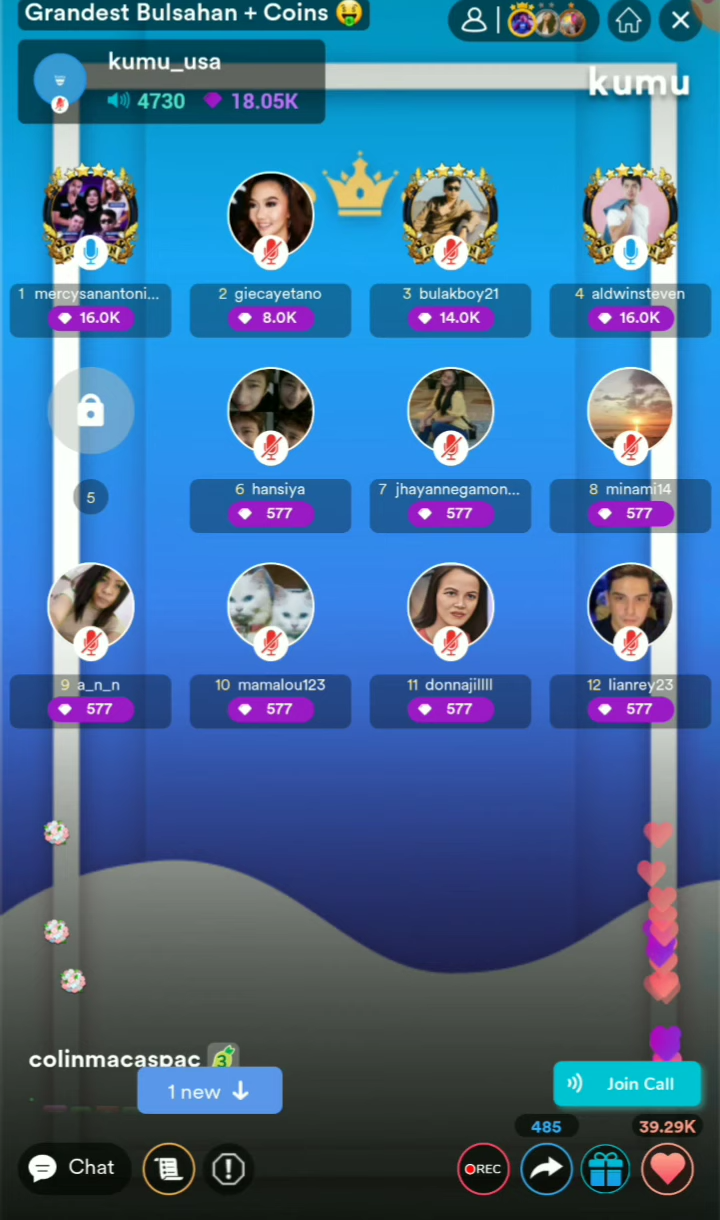 Grandest Bulsahan + Coins 🤑
kumu_usa
4730 18.05K
kumu
1 mercysanantoni...
16.0K
2 giecayetano
8.0K
3 bulakboy21
14.0K
4 aldwinsteven
16.0K
5
6 hansiya
577
7 jhayannegamon...
577
8 minami14
577
9 a_n_n
577
10 mamalou123
577
11 donnajillll
577
12 lianrey23
577
colinmacaspac 3
1 new ↓
Join Call
485
39.29K
Chat
REC